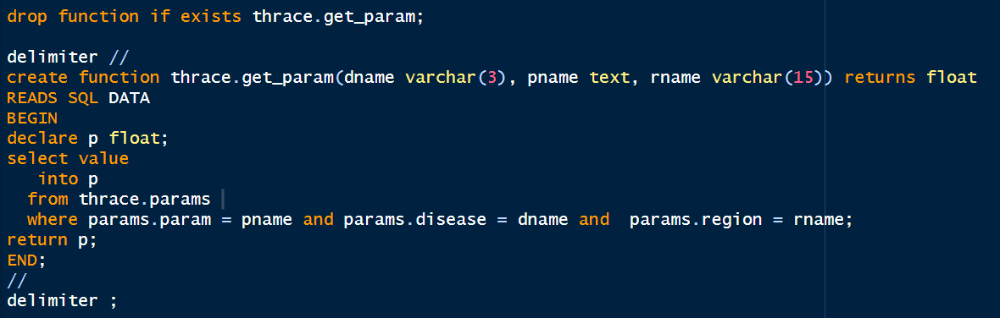 drop function if exists thrace.get_param;
delimiter //
create function thrace.get_param(dname varchar(3), pname text, rname varchar(15)) returns float
READS SQL DATA
BEGIN
declare p float;
select value
into p
from thrace.params
where params.param = pname and params.disease = dname and  params.region = rname;
return p;
END;
//
delimiter ;